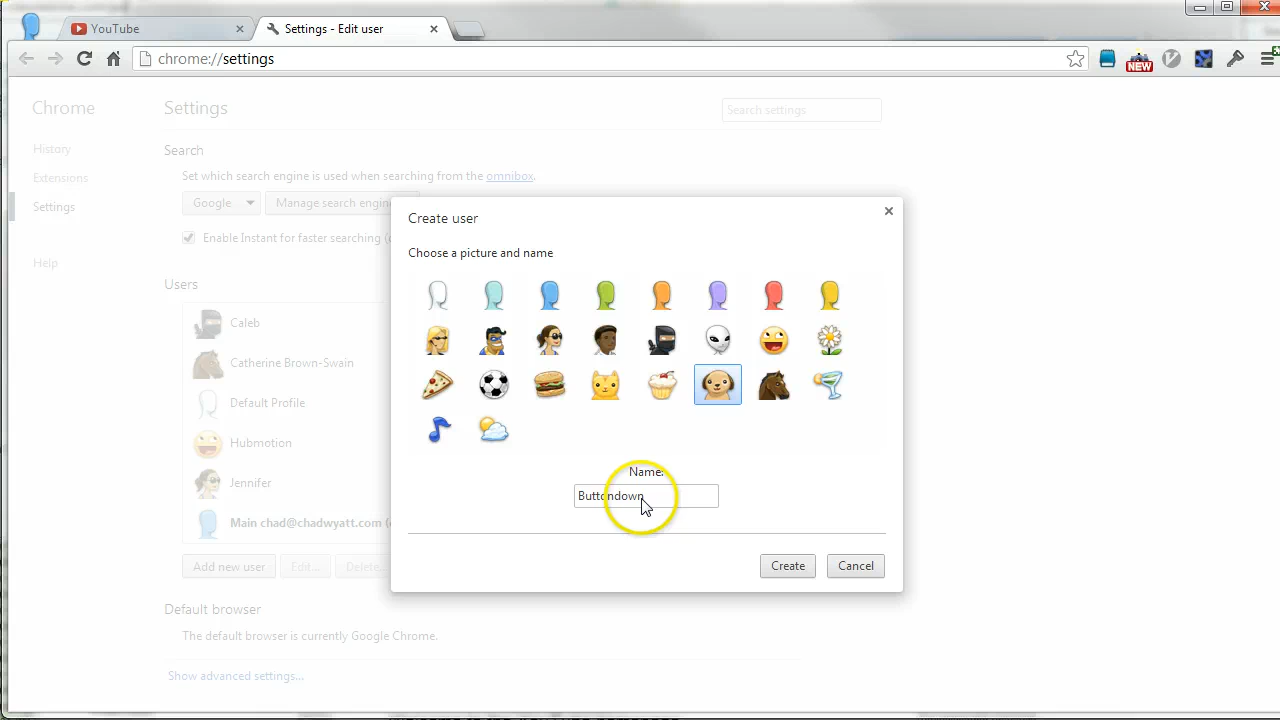 YouTube
Settings - Edit user
chrome://settings
NEW
Chrome
Settings
Search settings
History
Extensions
Settings
Help
Search
Set which search engine is used when searching from the omnibox.
Google
Manage search engin
Enable Instant for faster searching (
Users
Caleb
Catherine Brown-Swain
Default Profile
Hubmotion
Jennifer
Main chad@chadwyatt.com (
Add new user
Edit...
Delete...
Default browser
The default browser is currently Google Chrome.
Show advanced settings...
Create user
Choose a picture and name
Name:
Buttondown
Create
Cancel